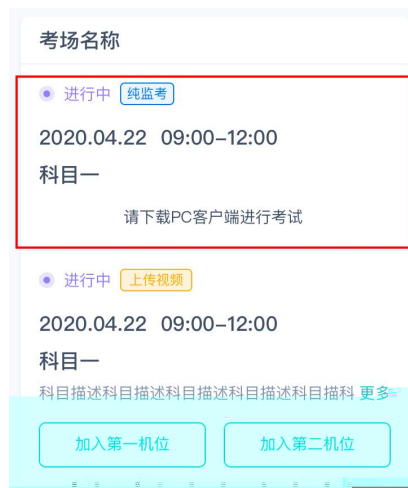 考场名称
进行中 纯监考
2020.04.22 09:00-12:00
科目一
请下载PC客户端进行考试
进行中 上传视频
2020.04.22 09:00-12:00
科目一
科目描述科目描述科目描述科目描述科目描科 更多
加入第一机位 加入第二机位